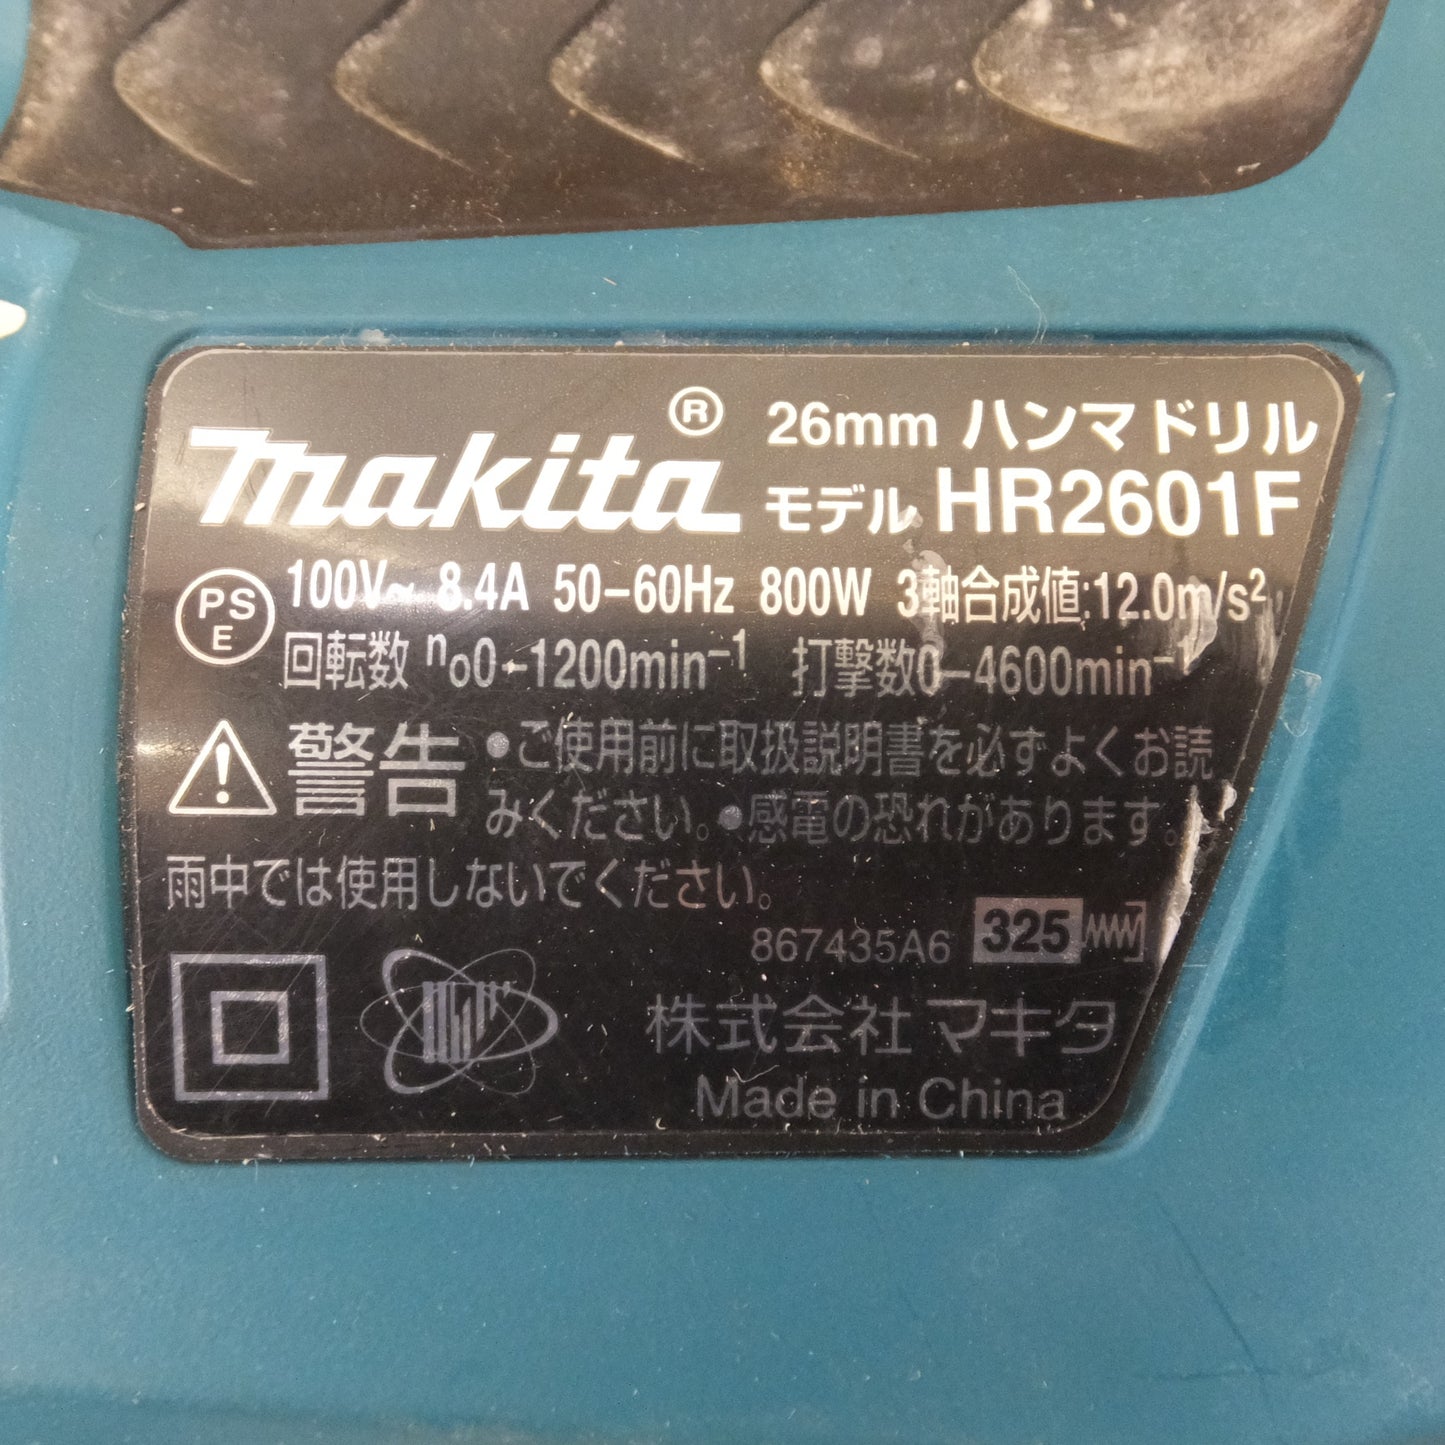 makita®
26mm ハンマドリル
モデル HR2601F
PSE
100V~ 8.4A 50-60Hz 800W 3軸合成値:12.0m/s²
回転数 n₀0-1200min⁻¹ 打撃数0-4600min⁻¹
警告 •ご使用前に取扱説明書を必ずよくお読
みください。•感電の恐れがあります。
雨中では使用しないでください。
867435A6 325
株式会社マキタ
Made in China